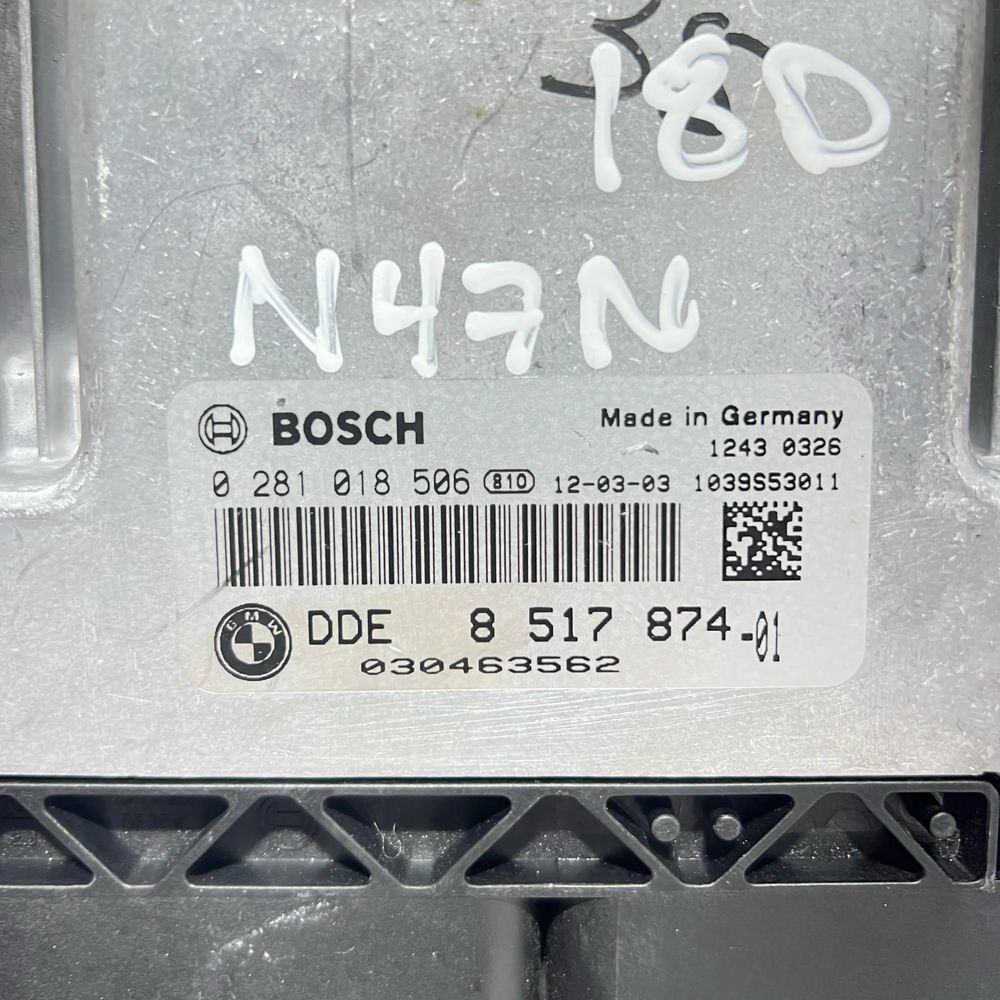 18D
N47N
BOSCH Made in Germany
1243 0326
0 281 018 506 810 12-03-03 1039S53011
BMW DDE 8 517 874-01
030463562